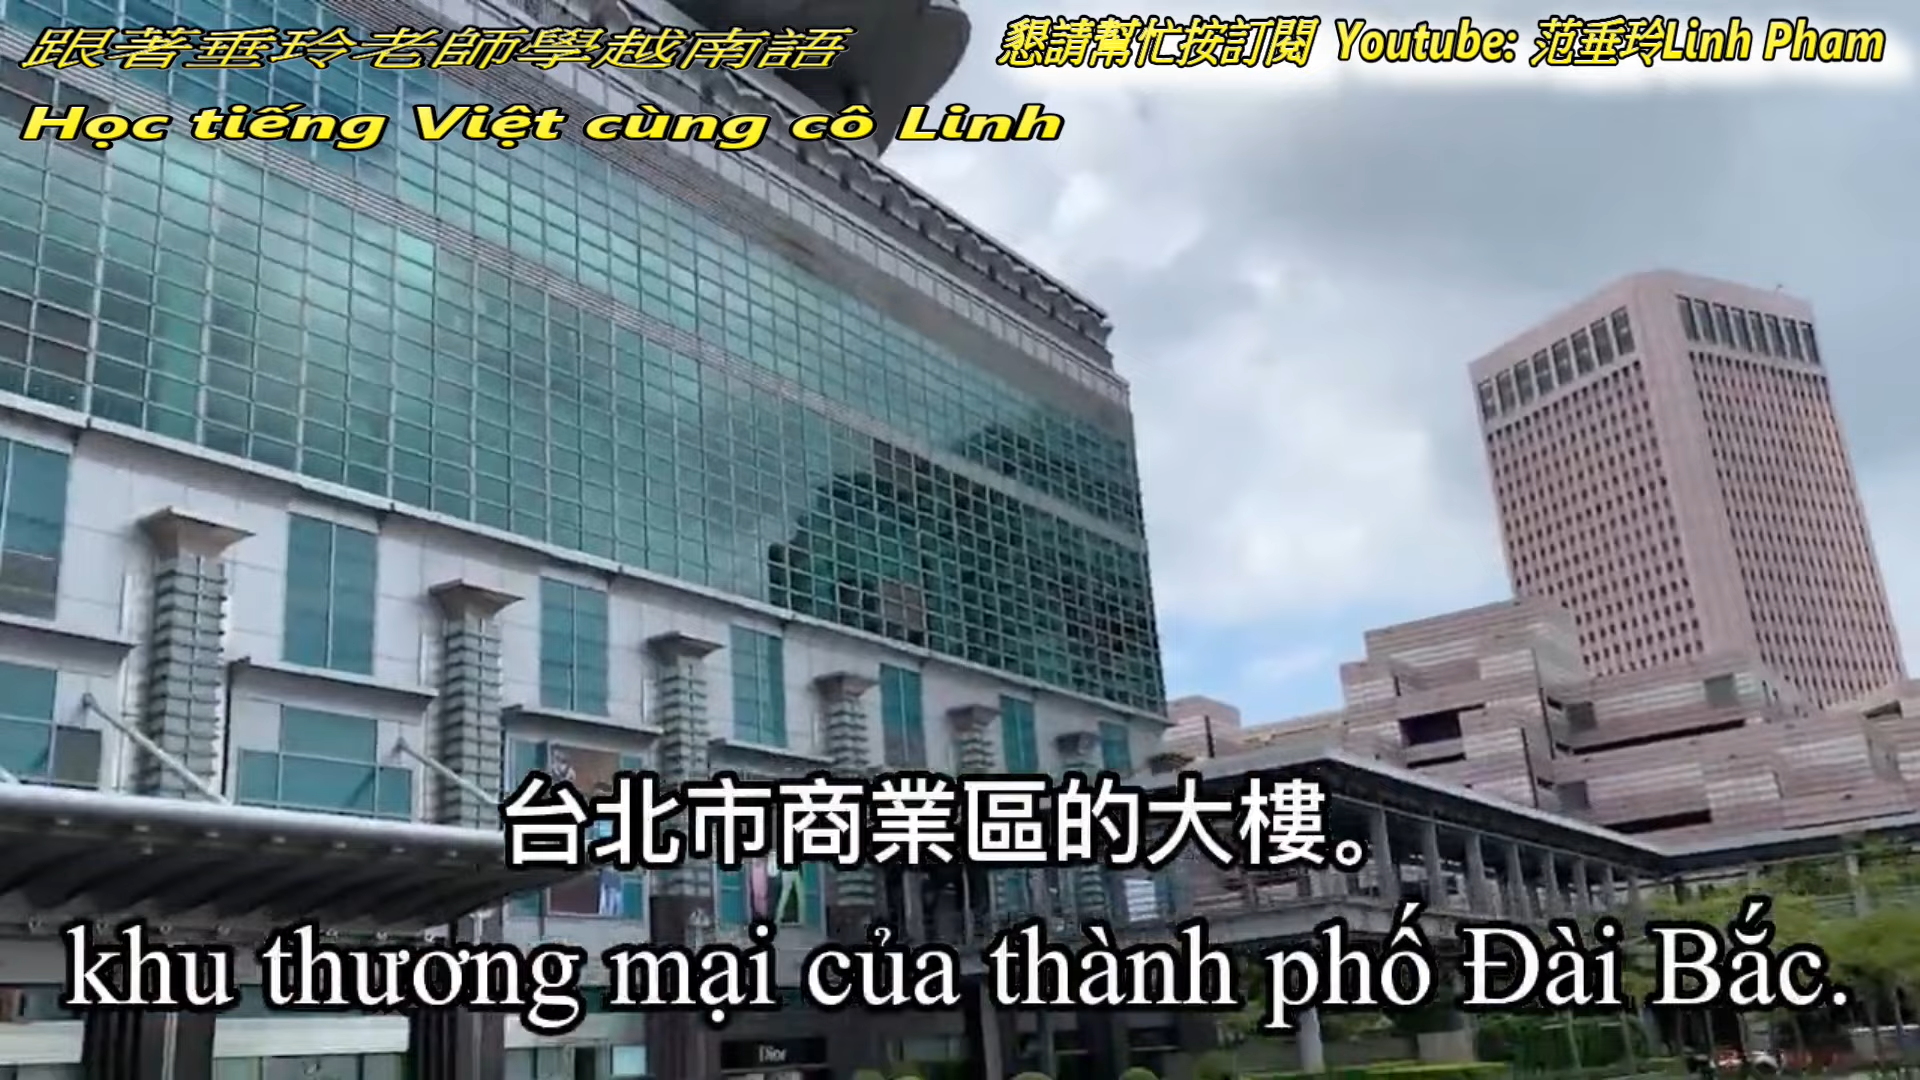 跟著垂玲老師學越南語
懇請幫忙按訂閱 Youtube: 范垂玲Linh Pham
Học tiếng Việt cùng cô Linh
台北市商業區的大樓。
khu thương mại của thành phố Đài Bắc.
Dior